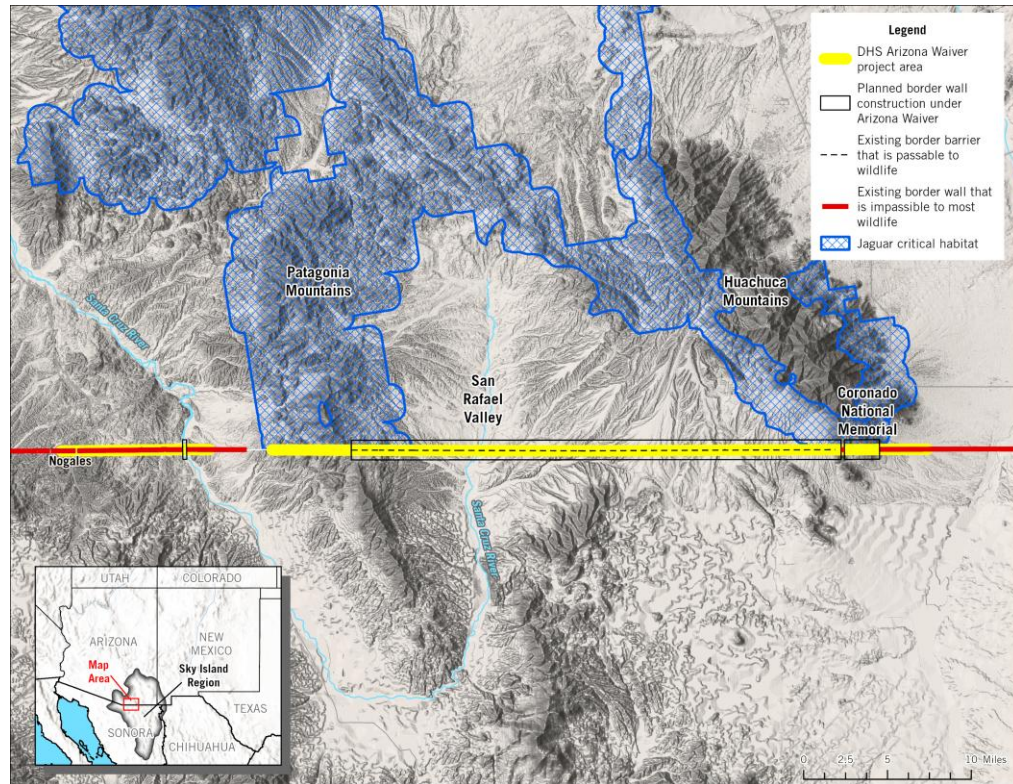 Legend
DHS Arizona Waiver
project area
Planned border wall
construction under
Arizona Waiver
Existing border barrier
that is passable to
wildlife
Existing border wall that
is impassible to most
wildlife
Jaguar critical habitat
Patagonia
Mountains
Huachuca
Mountains
Santa Cruz River
San
Rafael
Valley
Coronado
National
Memorial
Nogales
Santa Cruz River
UTAH
COLORADO
ARIZONA
NEW
MEXICO
Map
Area
Sky Island
Region
TEXAS
SONORA
CHIHUAHUA
0 2.5 5 10 Miles